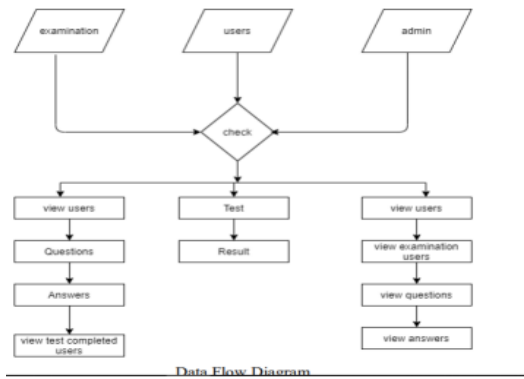 examination
users
admin
check
view users
Test
view users
Questions
Result
view examination
users
Answers
view questions
view test completed
users
view answers
Data Flow Diagram